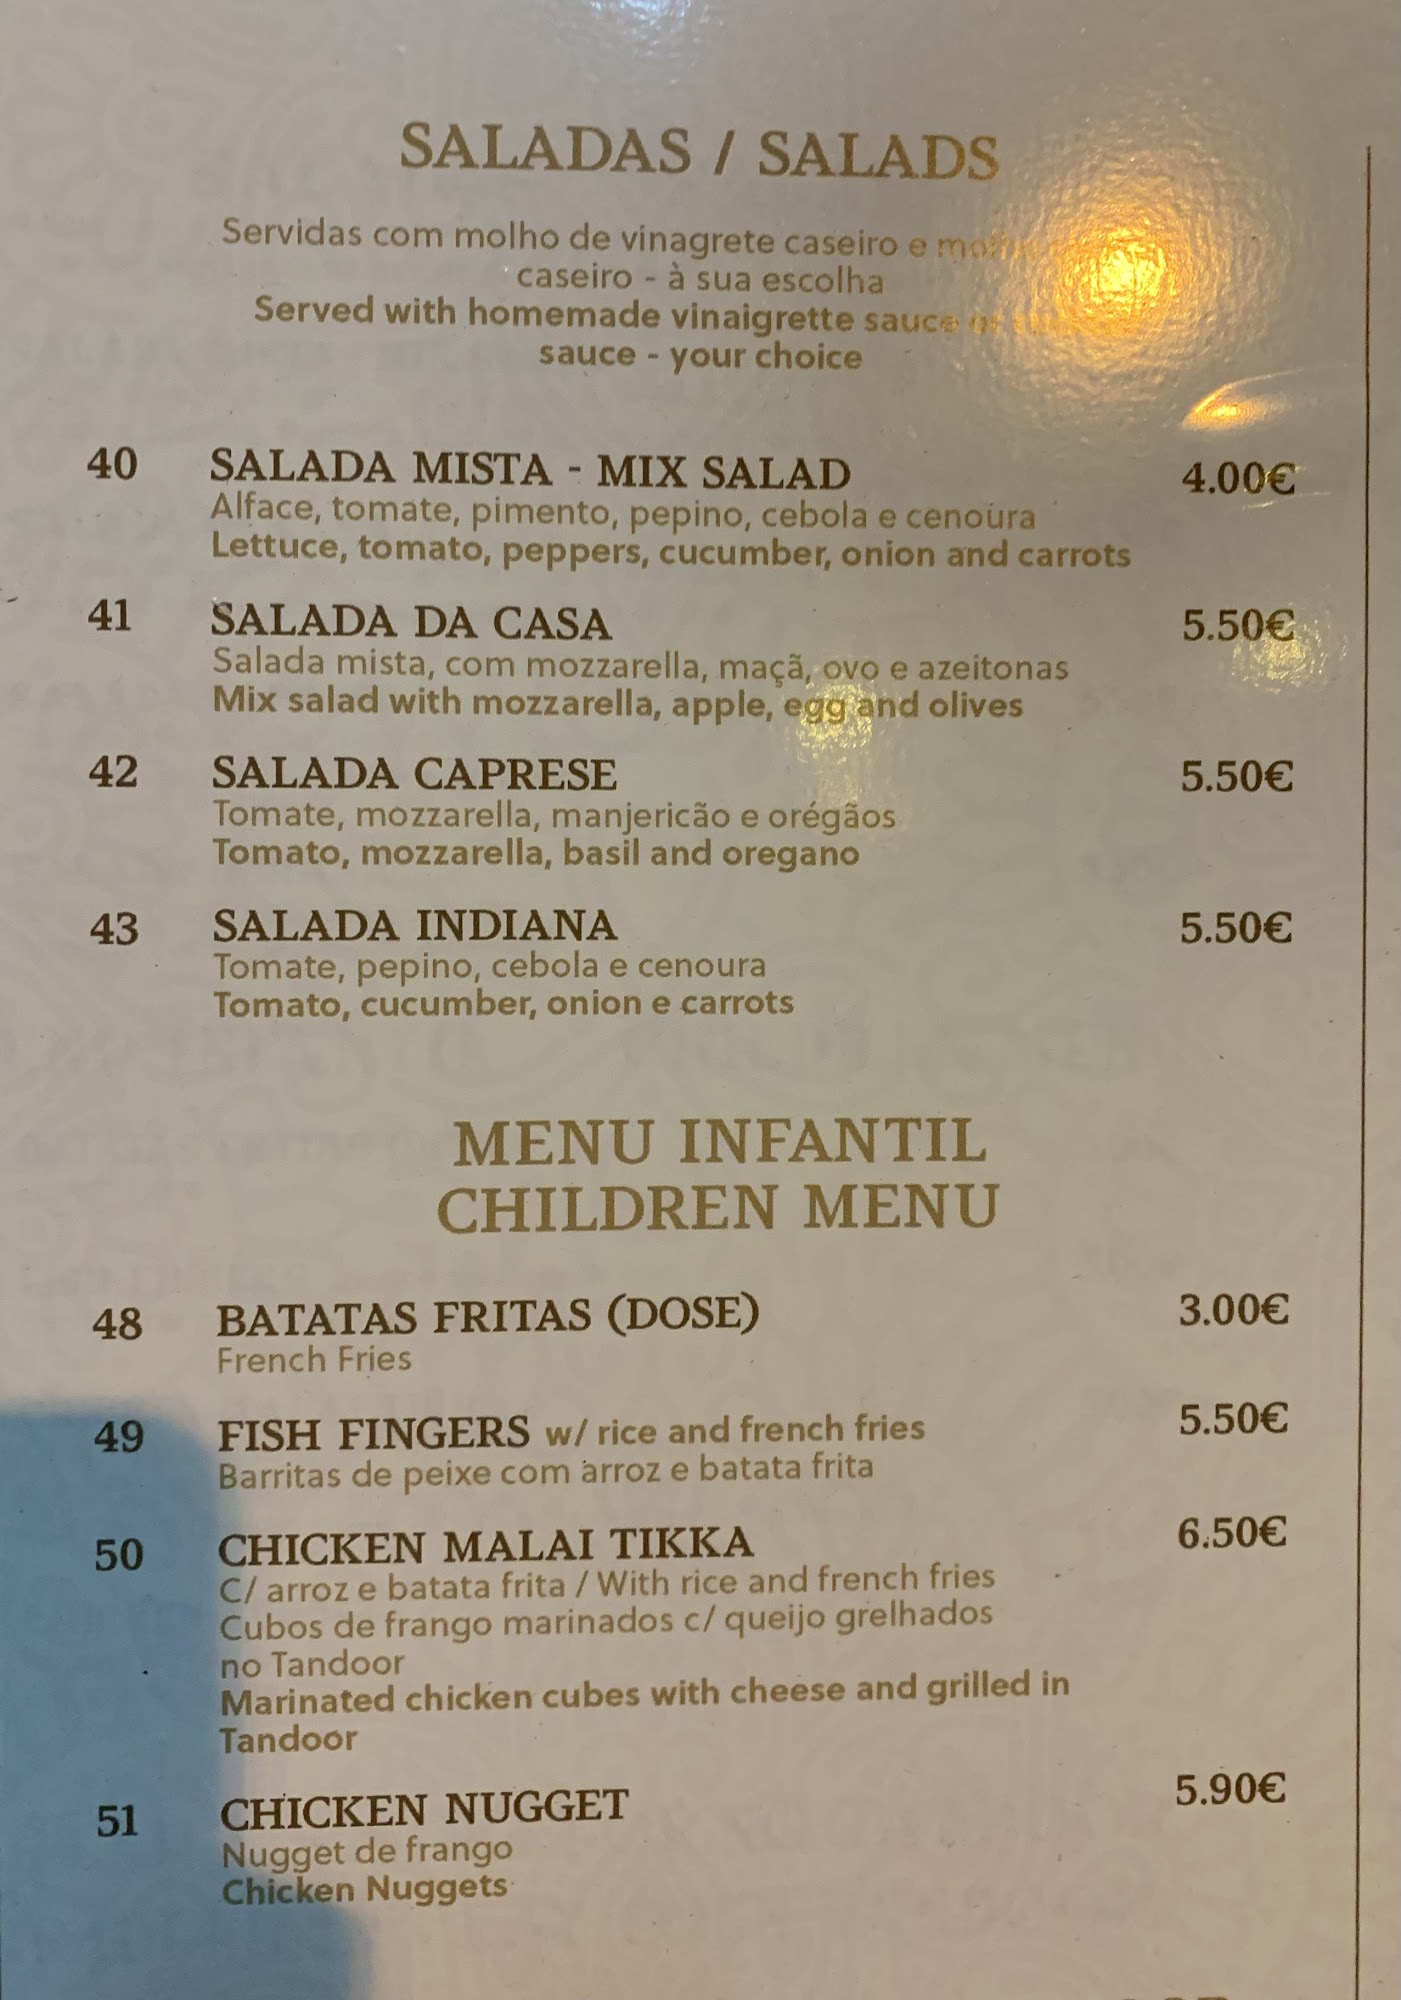 SALADAS / SALADS
Servidas com molho de vinagrete caseiro e molho
caseiro - à sua escolha
Served with homemade vinaigrette sauce or
sauce - your choice
40 SALADA MISTA - MIX SALAD 4.00€
Alface, tomate, pimento, pepino, cebola e cenoura
Lettuce, tomato, peppers, cucumber, onion and carrots
41 SALADA DA CASA 5.50€
Salada mista, com mozzarella, maçã, ovo e azeitonas
Mix salad with mozzarella, apple, egg and olives
42 SALADA CAPRESE 5.50€
Tomate, mozzarella, manjericão e orégãos
Tomato, mozzarella, basil and oregano
43 SALADA INDIANA 5.50€
Tomate, pepino, cebola e cenoura
Tomato, cucumber, onion e carrots
MENU INFANTIL
CHILDREN MENU
48 BATATAS FRITAS (DOSE) 3.00€
French Fries
49 FISH FINGERS w/ rice and french fries 5.50€
Barritas de peixe com arroz e batata frita
50 CHICKEN MALAI TIKKA 6.50€
C/ arroz e batata frita / With rice and french fries
Cubos de frango marinados c/ queijo grelhados
no Tandoor
Marinated chicken cubes with cheese and grilled in
Tandoor
51 CHICKEN NUGGET 5.90€
Nugget de frango
Chicken Nuggets